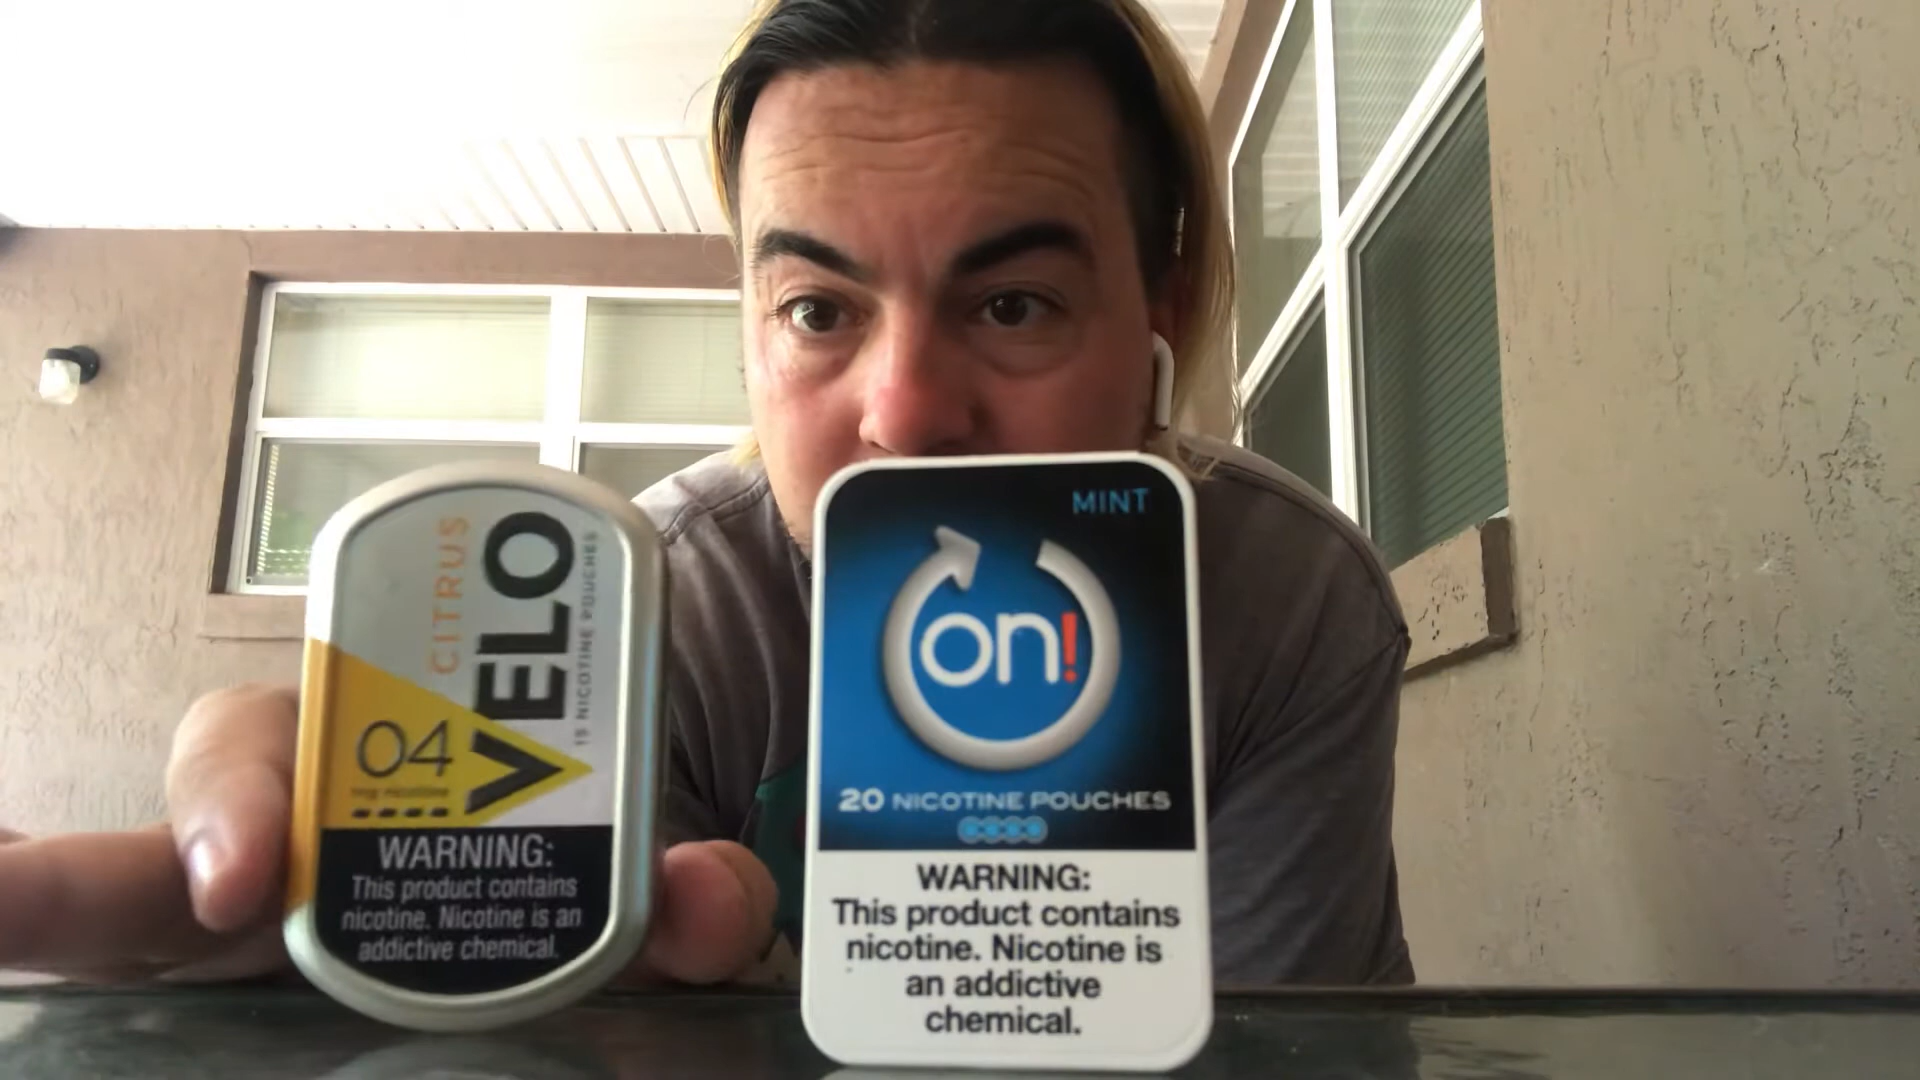 CITRUS
VELO
15 NICOTINE POUCHES
04
mg nicotine
WARNING:
This product contains
nicotine. Nicotine is an
addictive chemical.
MINT
on!
20 NICOTINE POUCHES
WARNING:
This product contains
nicotine. Nicotine is
an addictive
chemical.